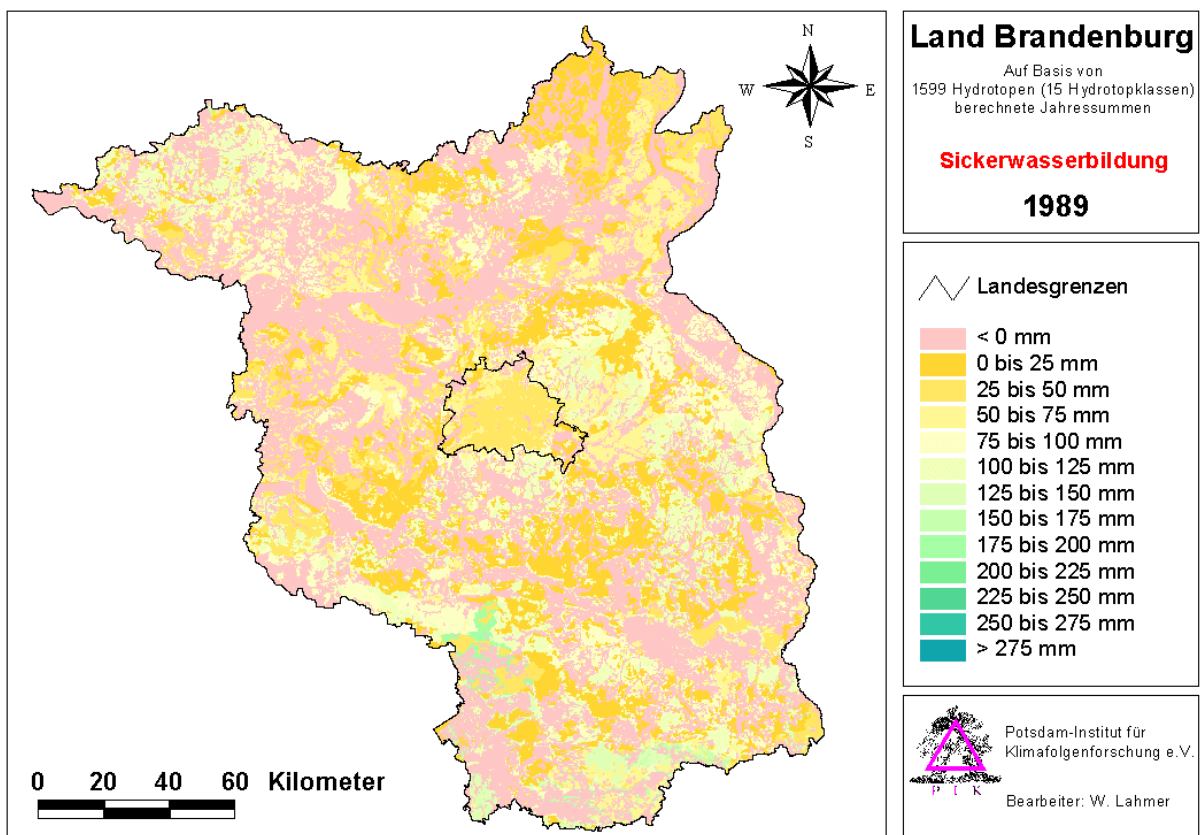 N
W
E
S
0 20 40 60 Kilometer
Land Brandenburg
Auf Basis von
1599 Hydrotopen (15 Hydrotopklassen)
berechnete Jahressummen
Sickerwasserbildung
1989
Landesgrenzen
< 0 mm
0 bis 25 mm
25 bis 50 mm
50 bis 75 mm
75 bis 100 mm
100 bis 125 mm
125 bis 150 mm
150 bis 175 mm
175 bis 200 mm
200 bis 225 mm
225 bis 250 mm
250 bis 275 mm
> 275 mm
P I K
Potsdam-Institut für
Klimafolgenforschung e.V.
Bearbeiter: W. Lahmer